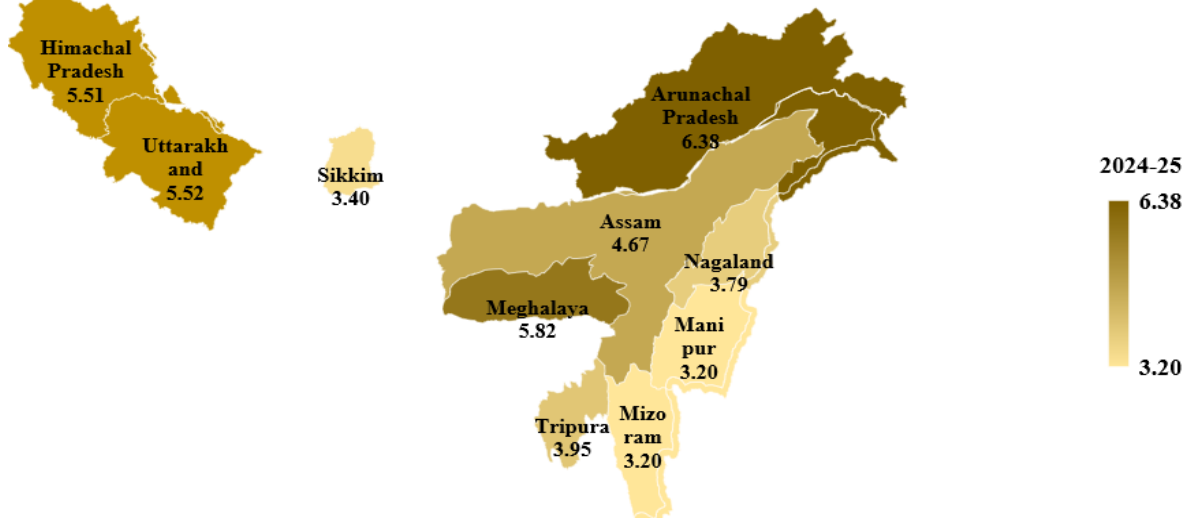 Himachal
Pradesh
5.51
Uttarakh
and
5.52
Sikkim
3.40
Arunachal
Pradesh
6.38
Assam
4.67
Nagaland
3.79
Meghalaya
5.82
Mani
pur
3.20
Tripura
3.95
Mizo
ram
3.20
2024-25
6.38
3.20